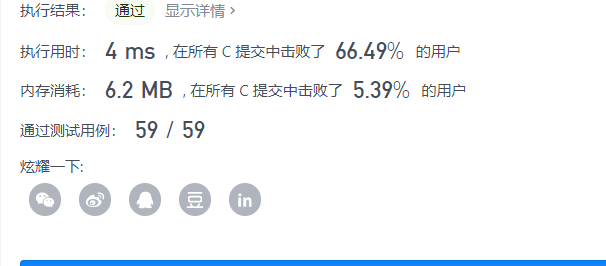 执行结果： 通过 显示详情 >
执行用时： 4 ms , 在所有 C 提交中击败了 66.49% 的用户
内存消耗： 6.2 MB , 在所有 C 提交中击败了 5.39% 的用户
通过测试用例： 59 / 59
炫耀一下:
豆 in